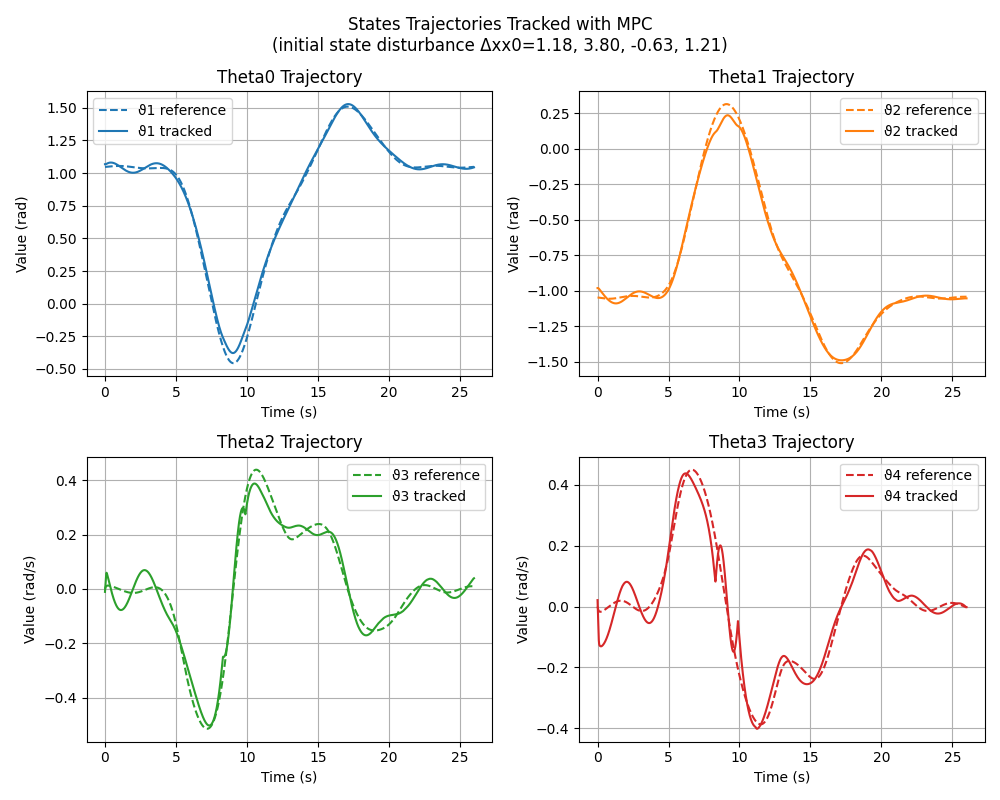 States Trajectories Tracked with MPC
(initial state disturbance Δxx0=1.18, 3.80, -0.63, 1.21)
Theta0 Trajectory
Value (rad)
1.50
1.25
1.00
0.75
0.50
0.25
0.00
−0.25
−0.50
ϑ1 reference
ϑ1 tracked
0 5 10 15 20 25
Time (s)
Theta1 Trajectory
Value (rad)
0.25
0.00
−0.25
−0.50
−0.75
−1.00
−1.25
−1.50
ϑ2 reference
ϑ2 tracked
0 5 10 15 20 25
Time (s)
Theta2 Trajectory
Value (rad/s)
0.4
0.2
0.0
−0.2
−0.4
ϑ3 reference
ϑ3 tracked
0 5 10 15 20 25
Time (s)
Theta3 Trajectory
Value (rad/s)
0.4
0.2
0.0
−0.2
−0.4
ϑ4 reference
ϑ4 tracked
0 5 10 15 20 25
Time (s)